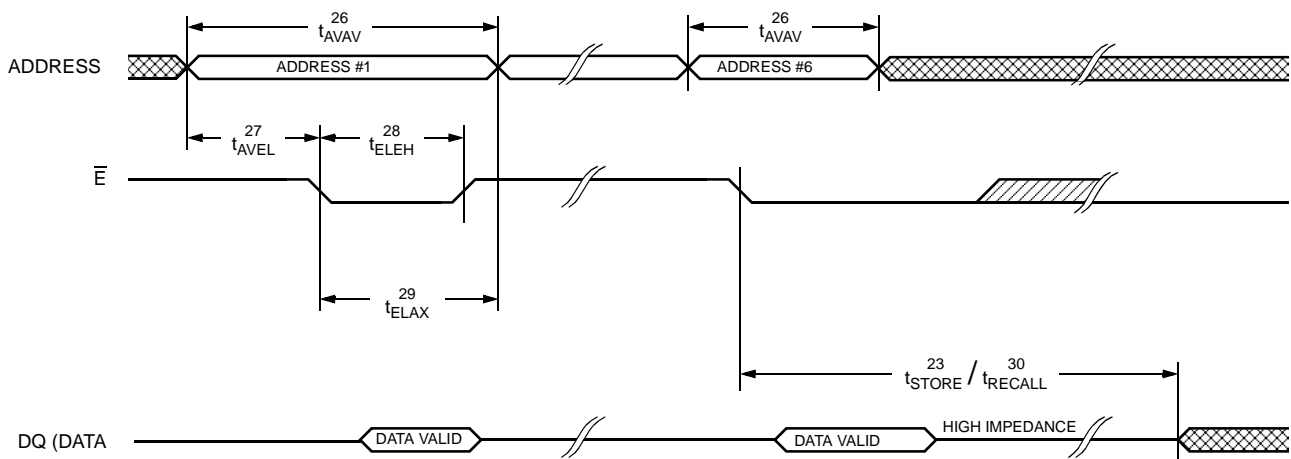 26 26
tAVAV tAVAV
ADDRESS ADDRESS #1 ADDRESS #6
27 28
tAVEL tELEH
E̅
29
tELAX
23 30
tSTORE / tRECALL
DQ (DATA DATA VALID DATA VALID HIGH IMPEDANCE